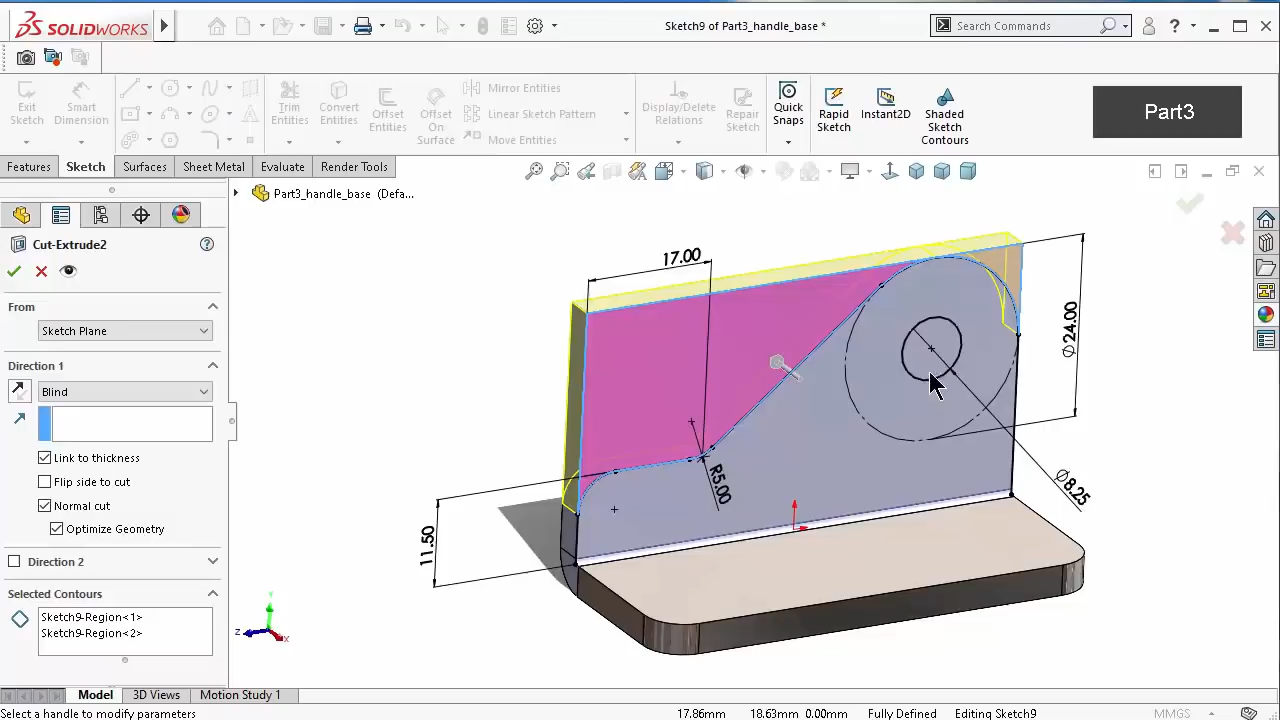 SOLIDWORKS
Sketch9 of Part3_handle_base *
Search Commands
?
Exit Sketch
Smart Dimension
Trim Entities
Convert Entities
Offset Entities
Offset On Surface
Mirror Entities
Linear Sketch Pattern
Move Entities
Display/Delete Relations
Repair Sketch
Quick Snaps
Rapid Sketch
Instant2D
Shaded Sketch Contours
Part3
Features
Sketch
Surfaces
Sheet Metal
Evaluate
Render Tools
Part3_handle_base (Defa...
Cut-Extrude2
?
From
Sketch Plane
Direction 1
Blind
Link to thickness
Flip side to cut
Normal cut
Optimize Geometry
Direction 2
Selected Contours
Sketch9-Region<1>
Sketch9-Region<2>
17.00
Ø24.00
R5.00
Ø8.25
11.50
Y
Z
X
Model
3D Views
Motion Study 1
Select a handle to modify parameters
17.86mm
18.63mm 0.00mm
Fully Defined
Editing Sketch9
MMGS